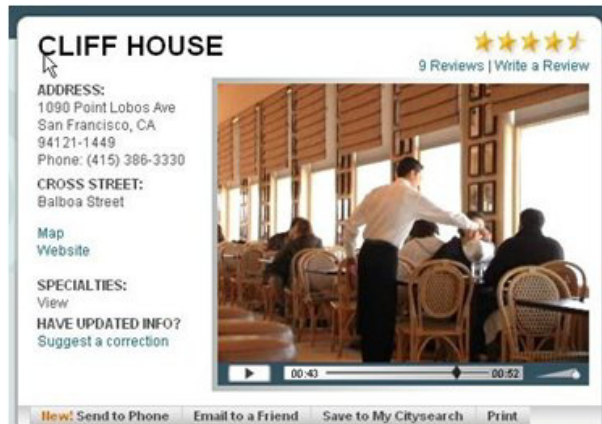 CLIFF HOUSE
9 Reviews | Write a Review
ADDRESS:
1090 Point Lobos Ave
San Francisco, CA
94121-1449
Phone: (415) 386-3330
CROSS STREET:
Balboa Street
Map
Website
SPECIALTIES:
View
HAVE UPDATED INFO?
Suggest a correction
00:43 00:52
New! Send to Phone Email to a Friend Save to My Citysearch Print